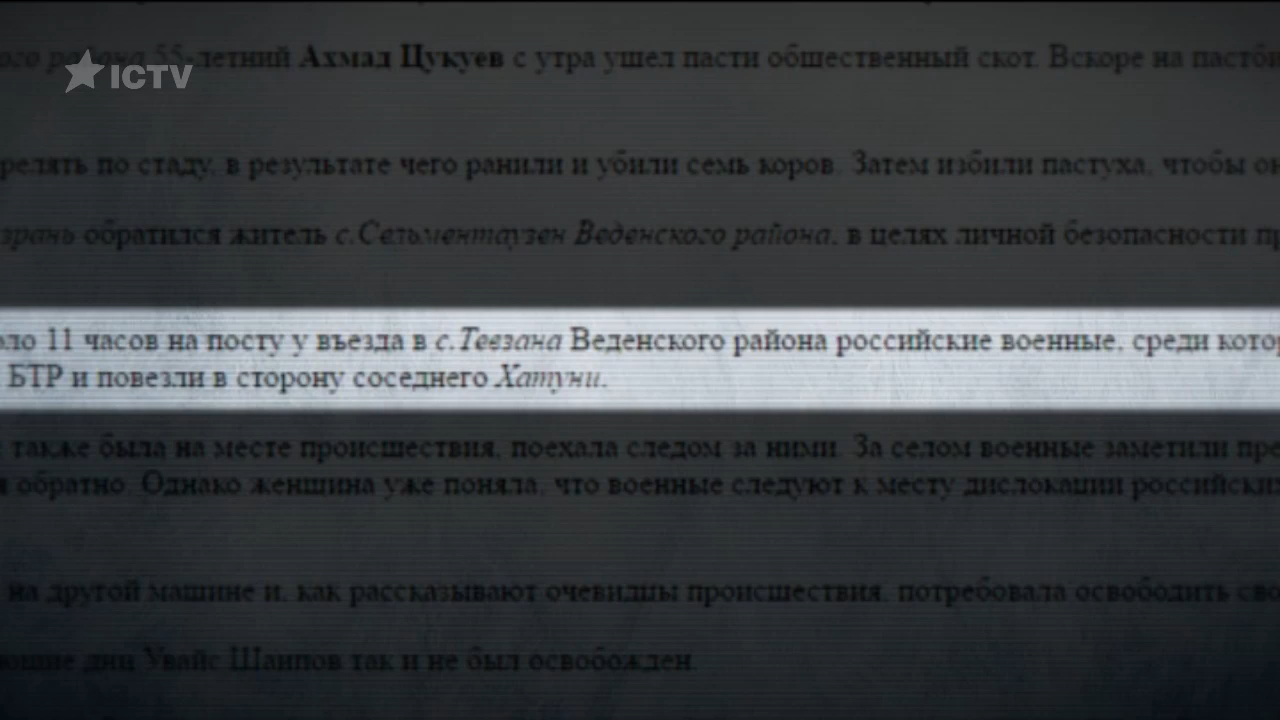 ICTV
ого района 55-летний Ахмад Цукуев с утра ушел пасти общественный скот. Вскоре на пастби
релять по стаду, в результате чего ранили и убили семь коров. Затем избили пастуха, чтобы он
зрань обратился житель с.Сельментаузен Веденского района, в целях личной безопасности пр
оло 11 часов на посту у въезда в с.Тевзана Веденского района российские военные, среди котор
БТР и повезли в сторону соседнего Хатуни.
также была на месте происшествия, поехала следом за ними. За селом военные заметили пре
я обратно. Однако женщина уже поняла, что военные следуют к месту дислокации российских
на другой машине и, как рассказывают очевидцы происшествия, потребовала освободить сво
ющие дни Увайс Шаипов так и не был освобожден.